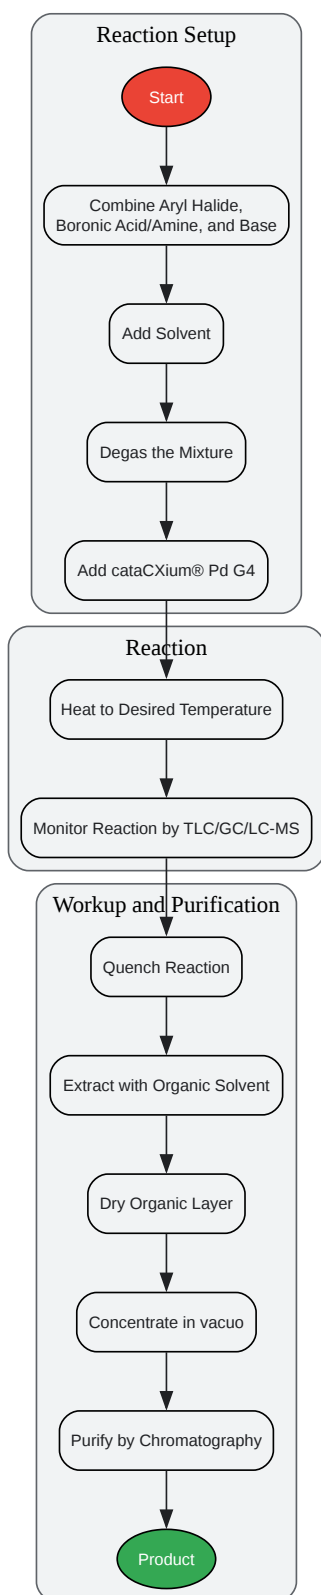 Reaction Setup
Start
Combine Aryl Halide,
Boronic Acid/Amine, and Base
Add Solvent
Degas the Mixture
Add cataCXium® Pd G4
Reaction
Heat to Desired Temperature
Monitor Reaction by TLC/GC/LC-MS
Workup and Purification
Quench Reaction
Extract with Organic Solvent
Dry Organic Layer
Concentrate in vacuo
Purify by Chromatography
Product